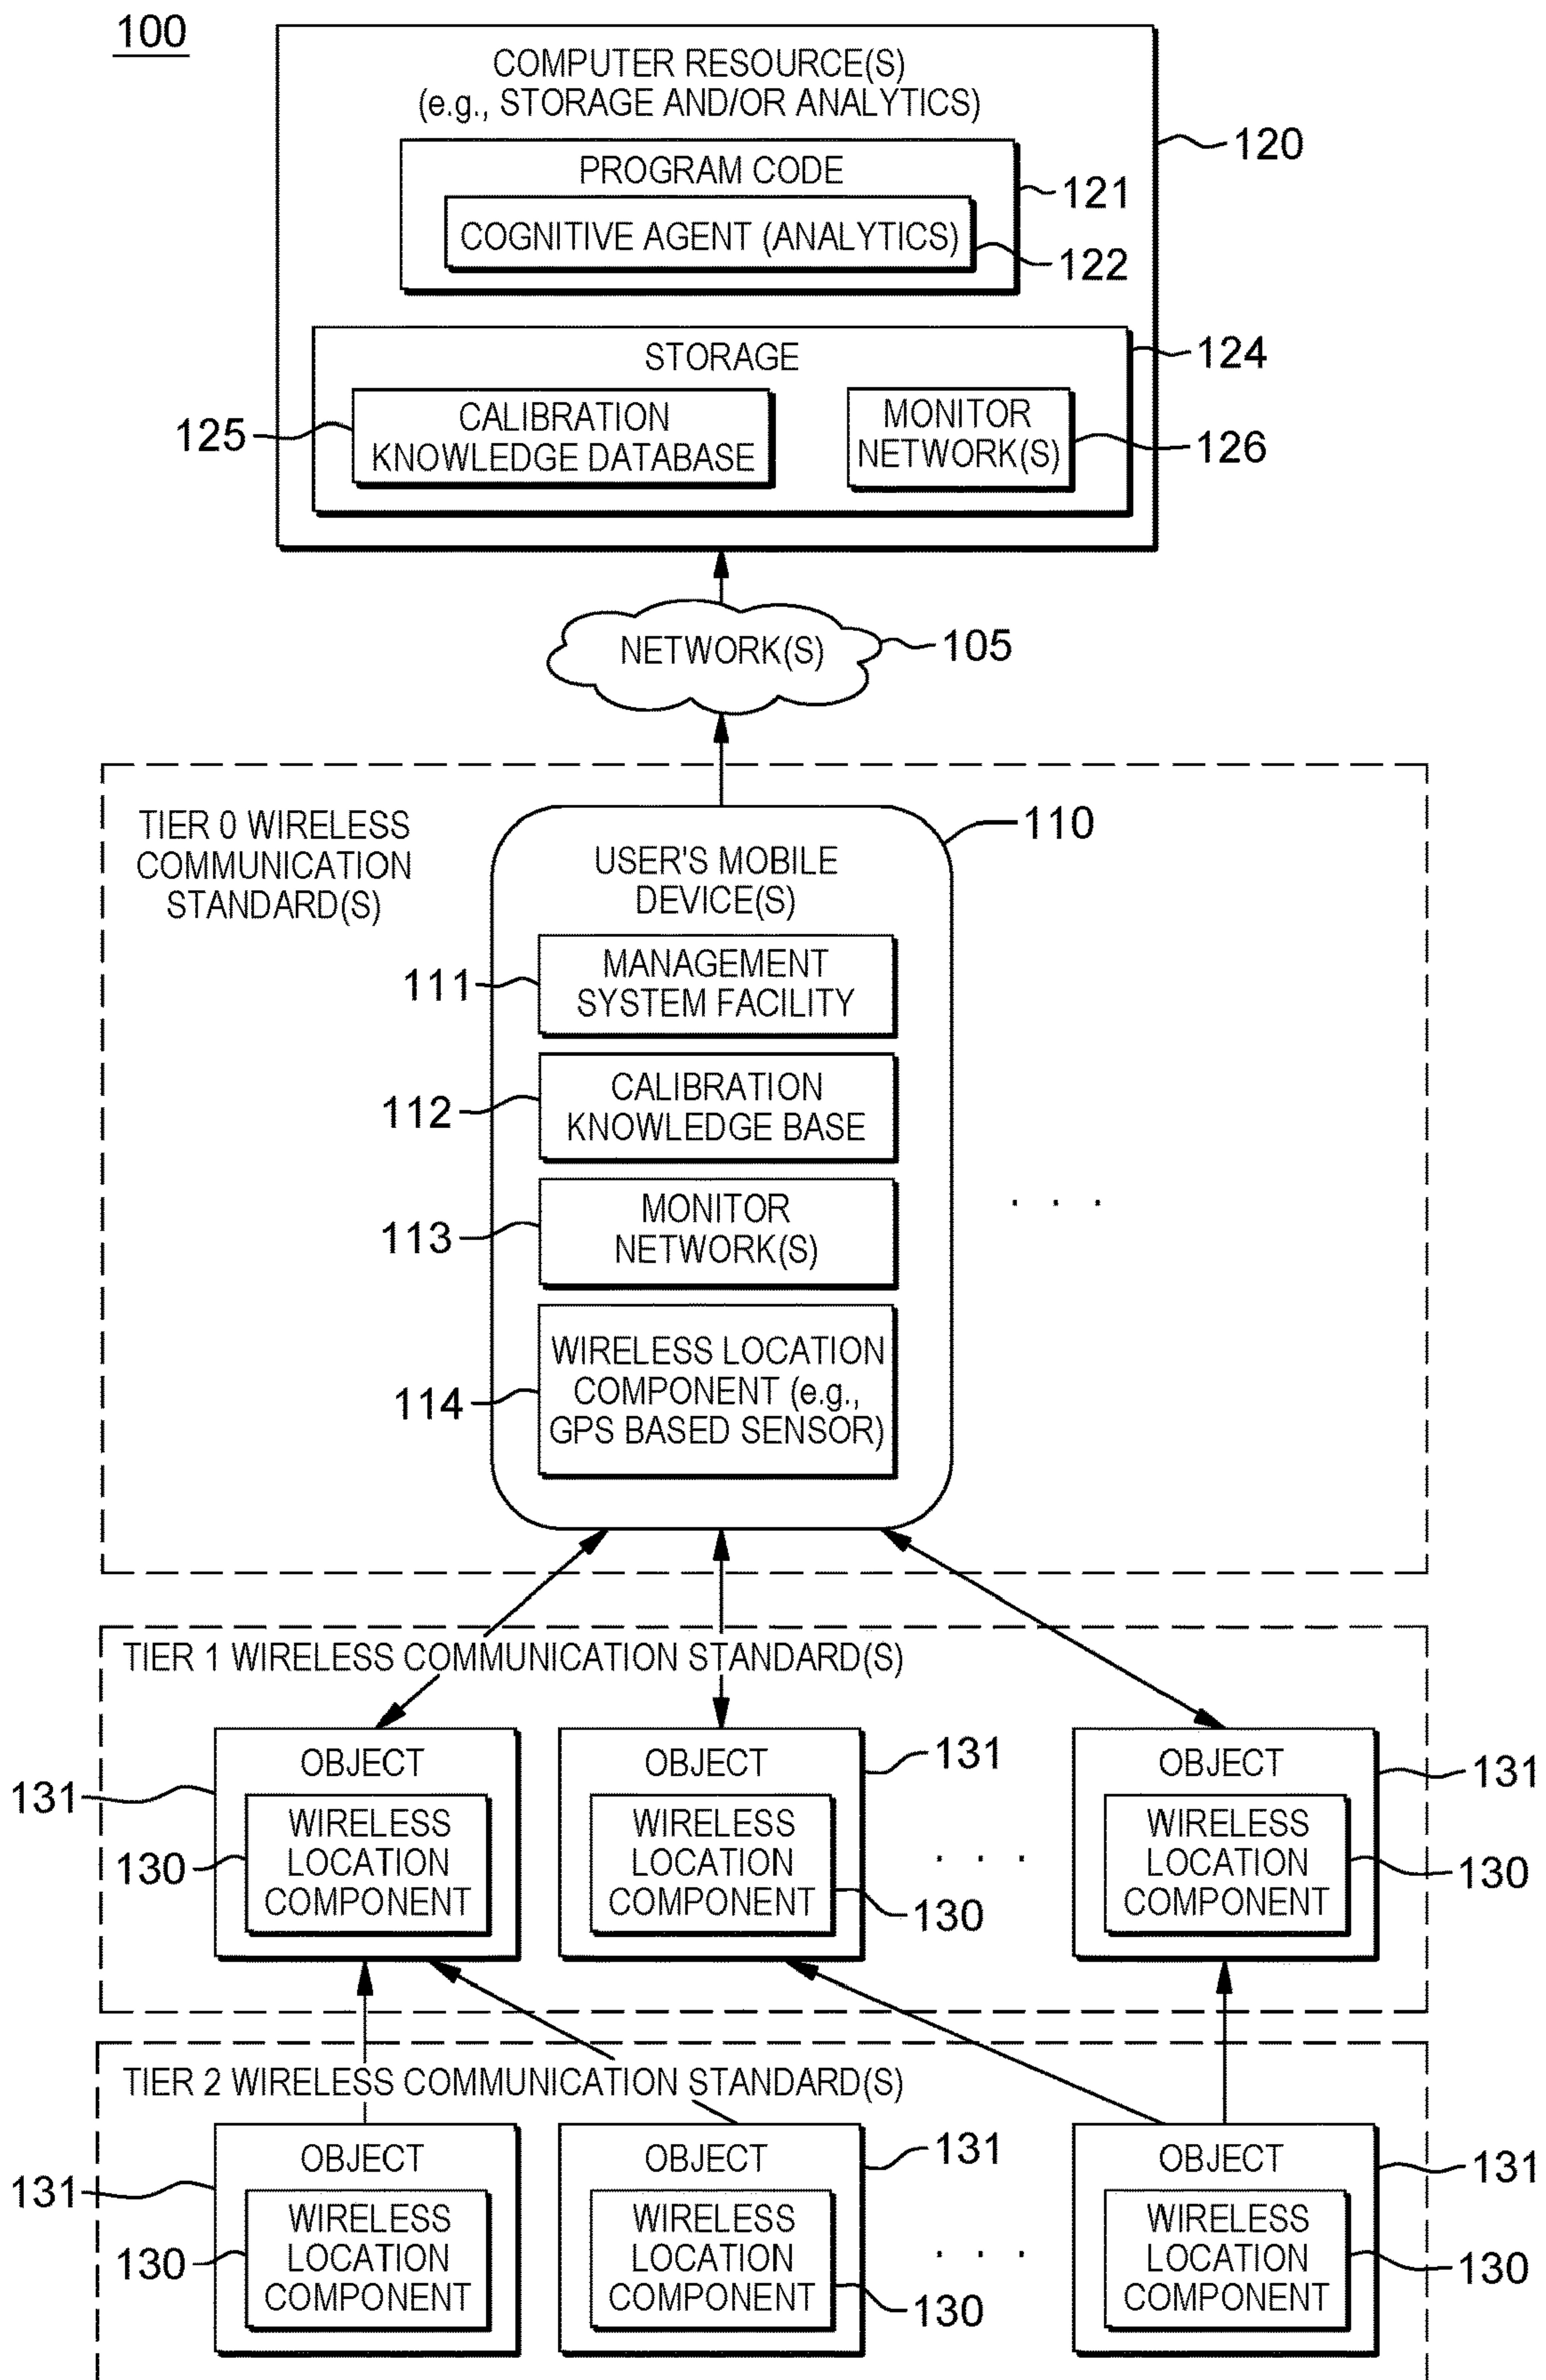 100
COMPUTER RESOURCE(S)
(e.g., STORAGE AND/OR ANALYTICS)
120
PROGRAM CODE
121
COGNITIVE AGENT (ANALYTICS)
122
STORAGE
124
125
CALIBRATION
KNOWLEDGE DATABASE
MONITOR
NETWORK(S)
126
NETWORK(S)
105
TIER 0 WIRELESS
COMMUNICATION
STANDARD(S)
110
USER'S MOBILE
DEVICE(S)
111
MANAGEMENT
SYSTEM FACILITY
112
CALIBRATION
KNOWLEDGE BASE
113
MONITOR
NETWORK(S)
. . .
114
WIRELESS LOCATION
COMPONENT (e.g.,
GPS BASED SENSOR)
TIER 1 WIRELESS COMMUNICATION STANDARD(S)
131
OBJECT
130
WIRELESS
LOCATION
COMPONENT
OBJECT
131
WIRELESS
LOCATION
COMPONENT
130
. . .
OBJECT
131
WIRELESS
LOCATION
COMPONENT
130
TIER 2 WIRELESS COMMUNICATION STANDARD(S)
131
OBJECT
130
WIRELESS
LOCATION
COMPONENT
OBJECT
131
WIRELESS
LOCATION
COMPONENT
130
. . .
OBJECT
131
WIRELESS
LOCATION
COMPONENT
130